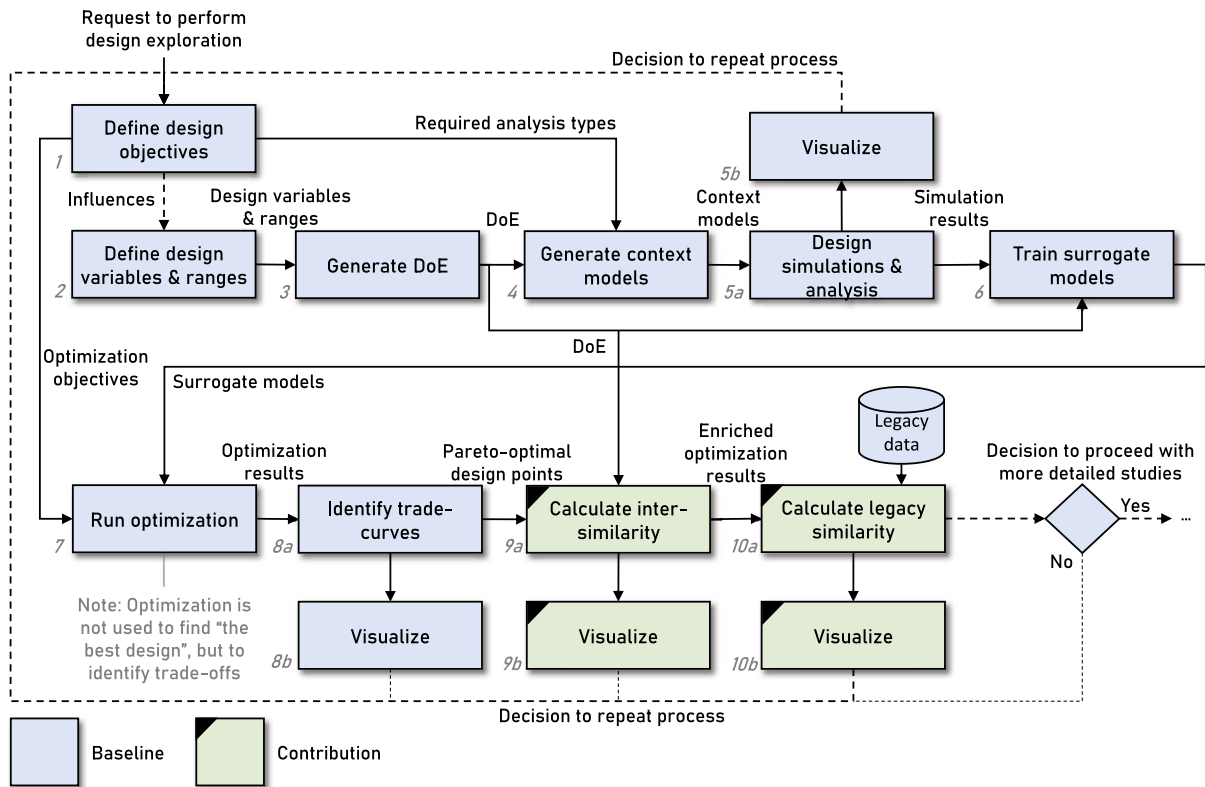 Request to perform
design exploration
Decision to repeat process
Define design
objectives
1
Required analysis types
Visualize
5b
Influences
Design variables
& ranges
DoE
Context
models
Simulation
results
Define design
variables & ranges
2
Generate DoE
3
Generate context
models
4
Design
simulations &
analysis
5a
Train surrogate
models
6
DoE
Optimization
objectives
Surrogate models
Legacy
data
Optimization
results
Pareto-optimal
design points
Enriched
optimization
results
Decision to proceed with
more detailed studies
Run optimization
7
Identify trade-
curves
8a
Calculate inter-
similarity
9a
Calculate legacy
similarity
10a
Yes
...
No
Note: Optimization is
not used to find “the
best design”, but to
identify trade-offs
Visualize
8b
Visualize
9b
Visualize
10b
Decision to repeat process
Baseline
Contribution